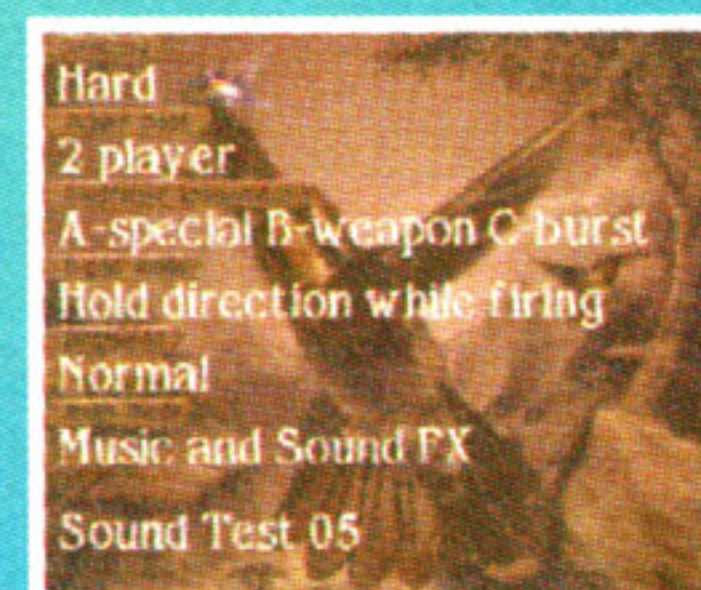 Hard
2 player
A-special B-weapon C-burst
Hold direction while firing
Normal
Music and Sound FX
Sound Test 05